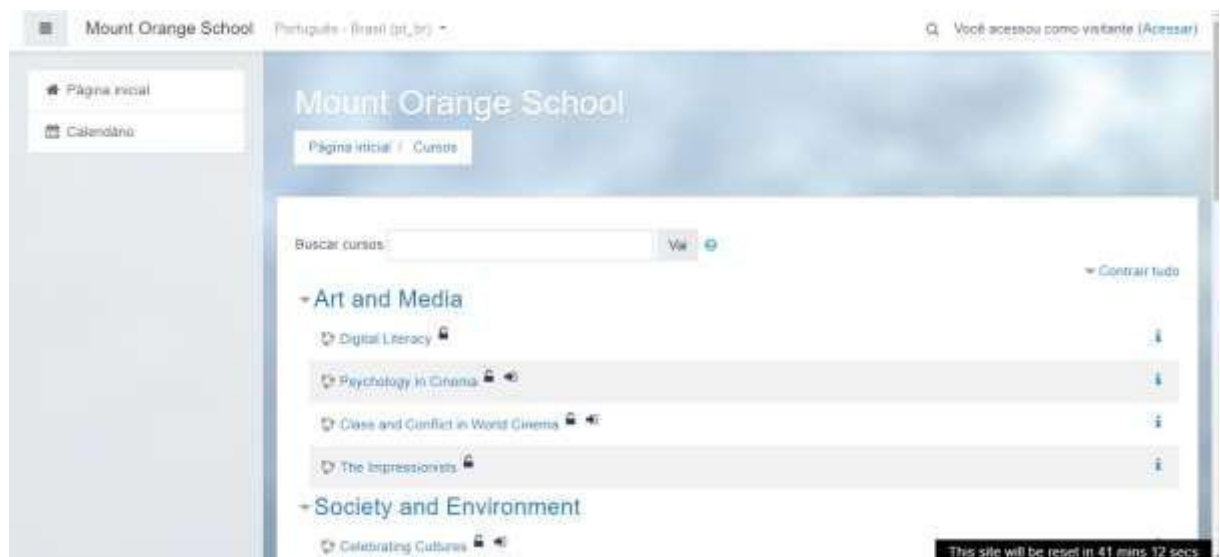 Mount Orange School Português - Brasil (pt_br)
Você acessou como visitante (Acessar)
Página inicial
Calendário
Mount Orange School
Página inicial / Cursos
Buscar cursos Vai
Contrair tudo
Art and Media
Digital Literacy
Psychology in Cinema
Class and Conflict in World Cinema
The Impressionists
Society and Environment
Celebrating Cultures
This site will be reset in 41 mins 12 secs